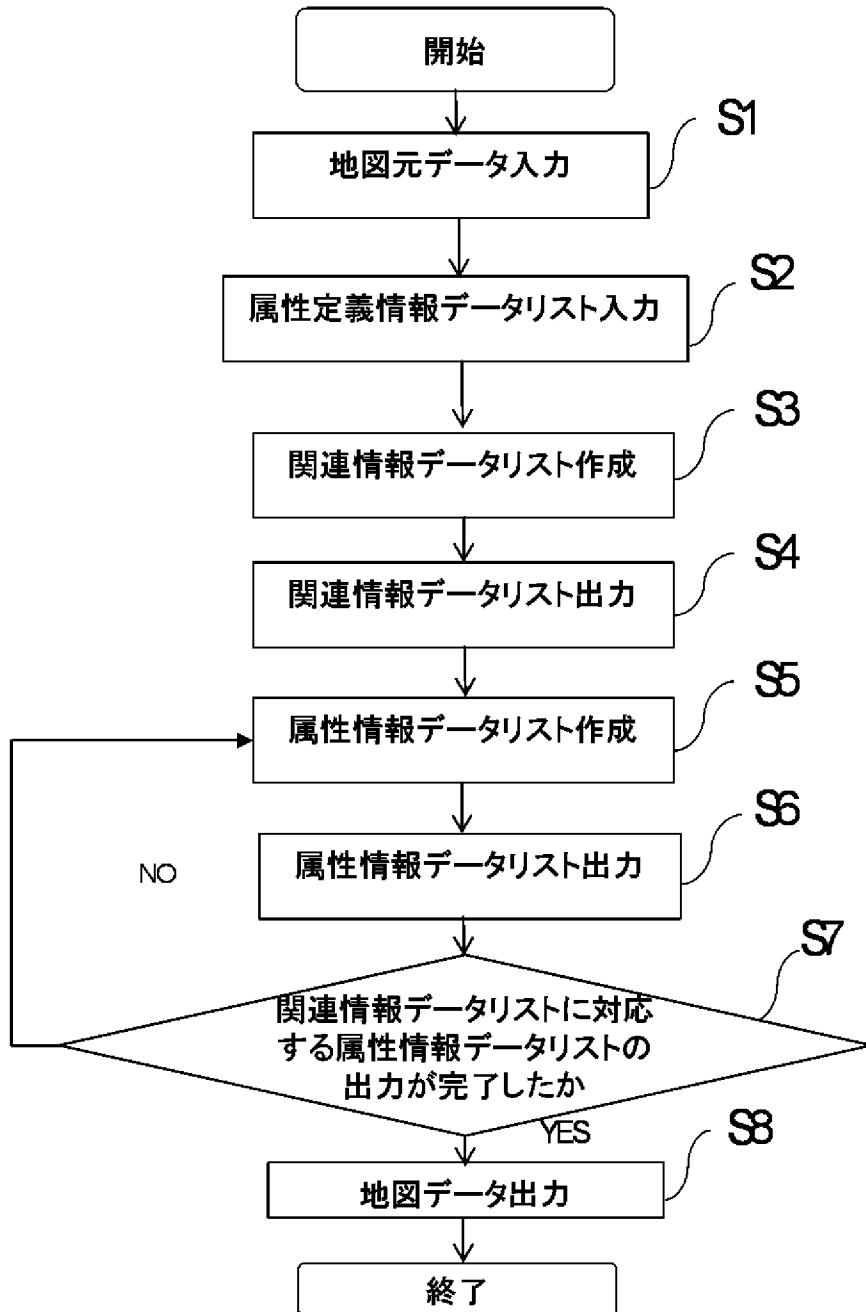 開始
S1
地図元データ入力
S2
属性定義情報データリスト入力
S3
関連情報データリスト作成
S4
関連情報データリスト出力
S5
属性情報データリスト作成
S6
属性情報データリスト出力
NO
S7
関連情報データリストに対応
する属性情報データリストの
出力が完了したか
YES
S8
地図データ出力
終了